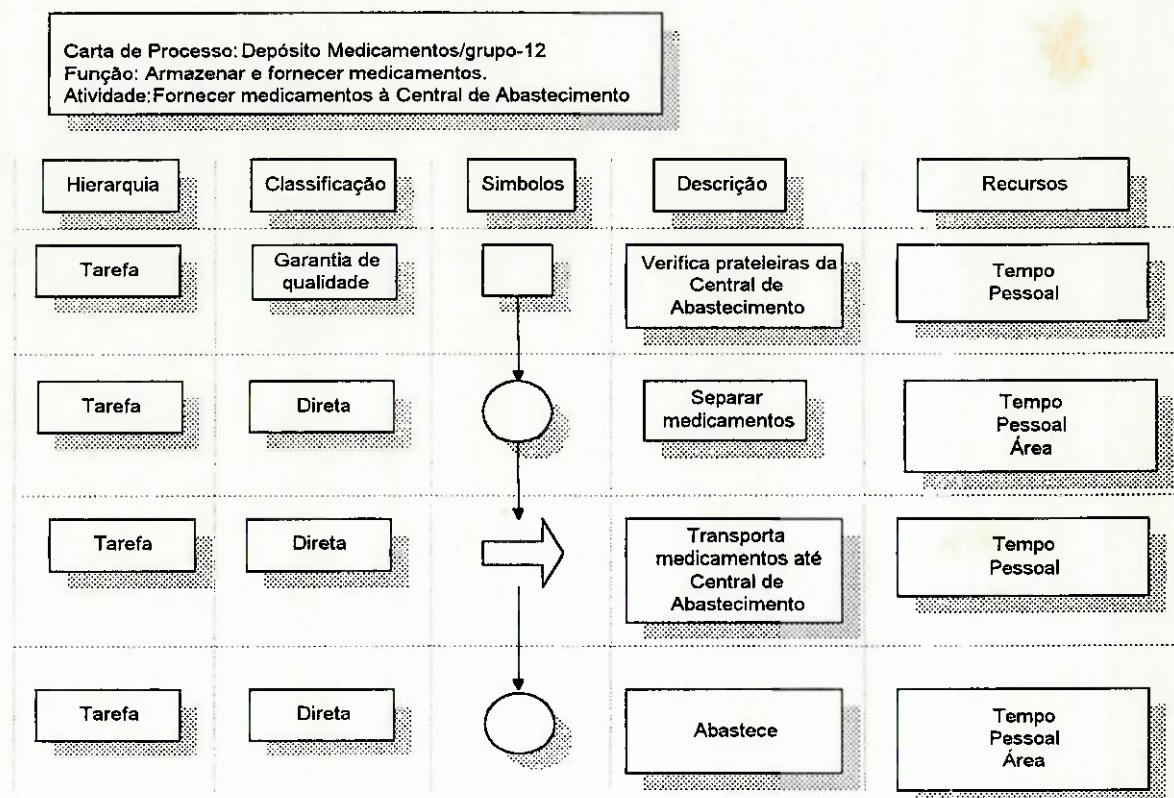 Carta de Processo: Depósito Medicamentos/grupo-12
Função: Armazenar e fornecer medicamentos.
Atividade:Fornecer medicamentos à Central de Abastecimento
Hierarquia
Classificação
Simbolos
Descrição
Recursos
Tarefa
Garantia de
qualidade
Verifica prateleiras da
Central de
Abastecimento
Tempo
Pessoal
Tarefa
Direta
Separar
medicamentos
Tempo
Pessoal
Área
Tarefa
Direta
Transporta
medicamentos até
Central de
Abastecimento
Tempo
Pessoal
Tarefa
Direta
Abastece
Tempo
Pessoal
Área